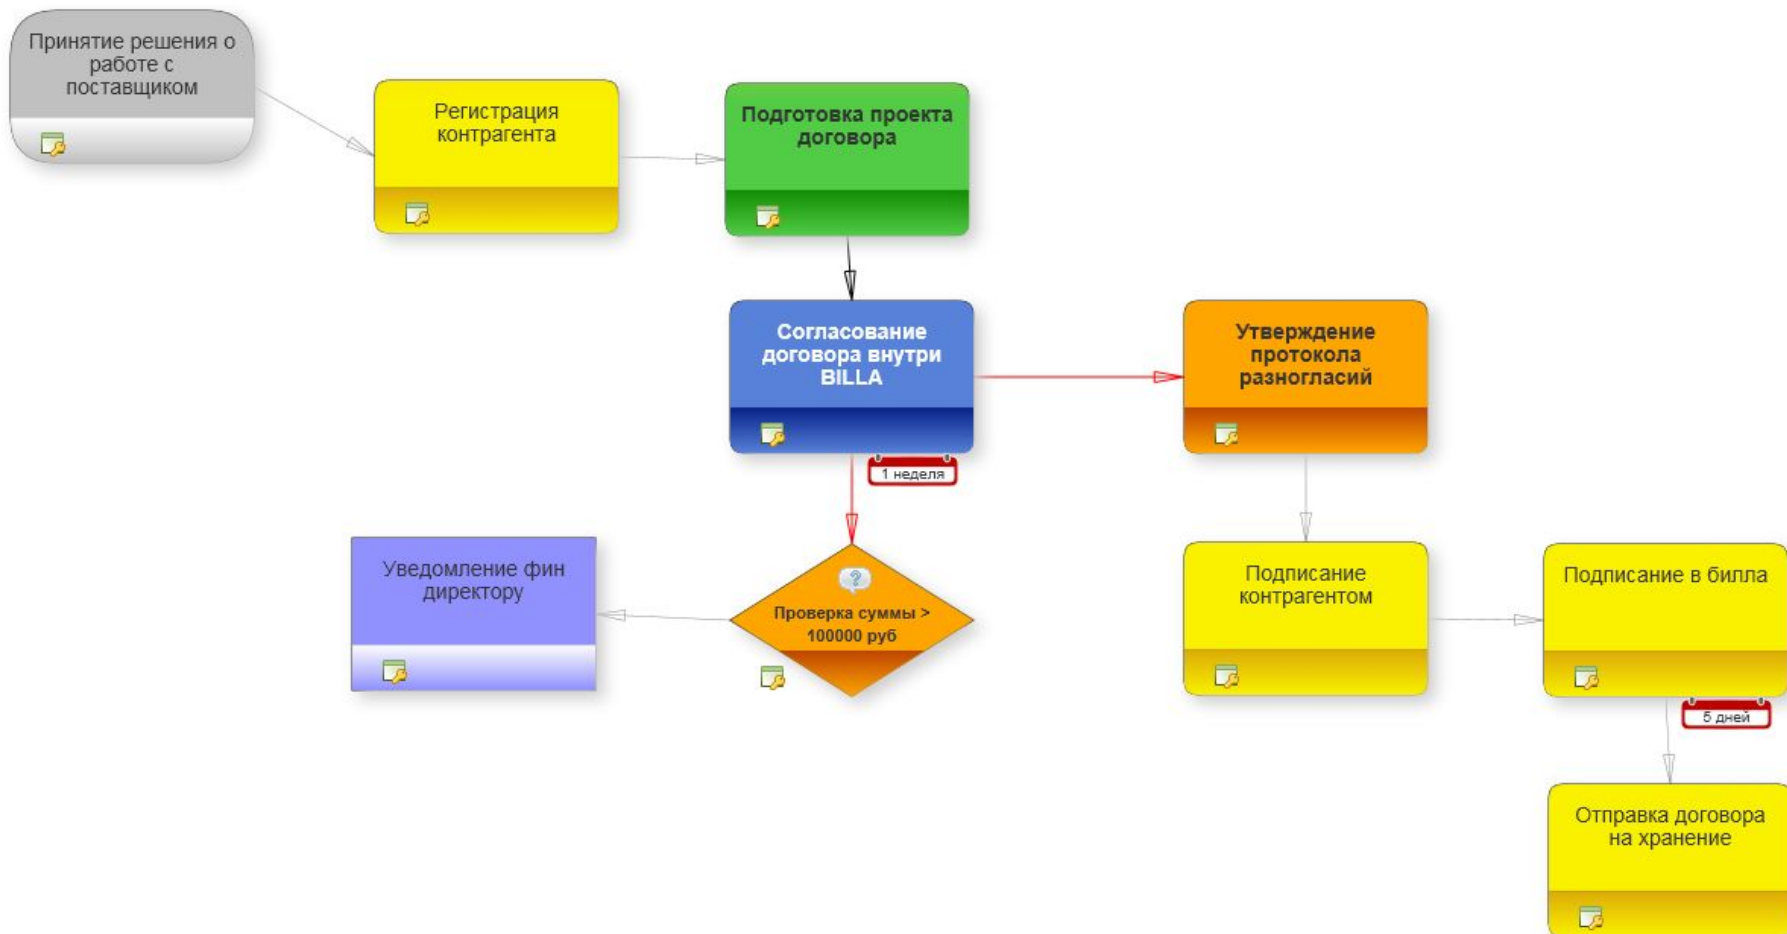 Принятие решения о
работе с
поставщиком
Регистрация
контрагента
Подготовка проекта
договора
Согласование
договора внутри
BILLA
1 неделя
Утверждение
протокола
разногласий
Уведомление фин
директору
Проверка суммы >
100000 руб
Подписание
контрагентом
Подписание в билла
5 дней
Отправка договора
на хранение